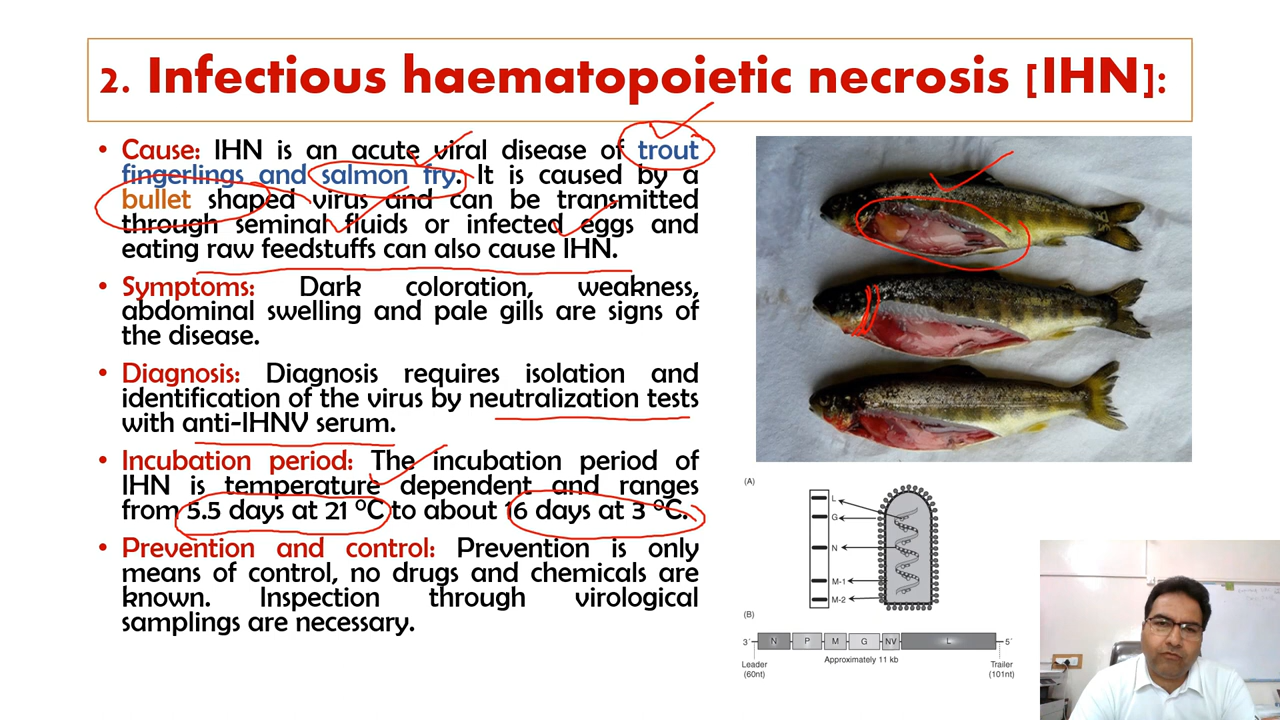 2. Infectious haematopoietic necrosis [IHN]:
• Cause: IHN is an acute viral disease of trout
fingerlings and salmon fry. It is caused by a
bullet shaped virus and can be transmitted
through seminal fluids or infected eggs and
eating raw feedstuffs can also cause IHN.
• Symptoms: Dark coloration, weakness,
abdominal swelling and pale gills are signs of
the disease.
• Diagnosis: Diagnosis requires isolation and
identification of the virus by neutralization tests
with anti-IHNV serum.
• Incubation period: The incubation period of
IHN is temperature dependent and ranges
from 5.5 days at 21 ⁰C to about 16 days at 3 ⁰C.
• Prevention and control: Prevention is only
means of control, no drugs and chemicals are
known. Inspection through virological
samplings are necessary.
(A)
L
G
N
M-1
M-2
(B)
3´ N P M G NV L 5´
Approximately 11 kb
Leader
(60nt)
Trailer
(101nt)